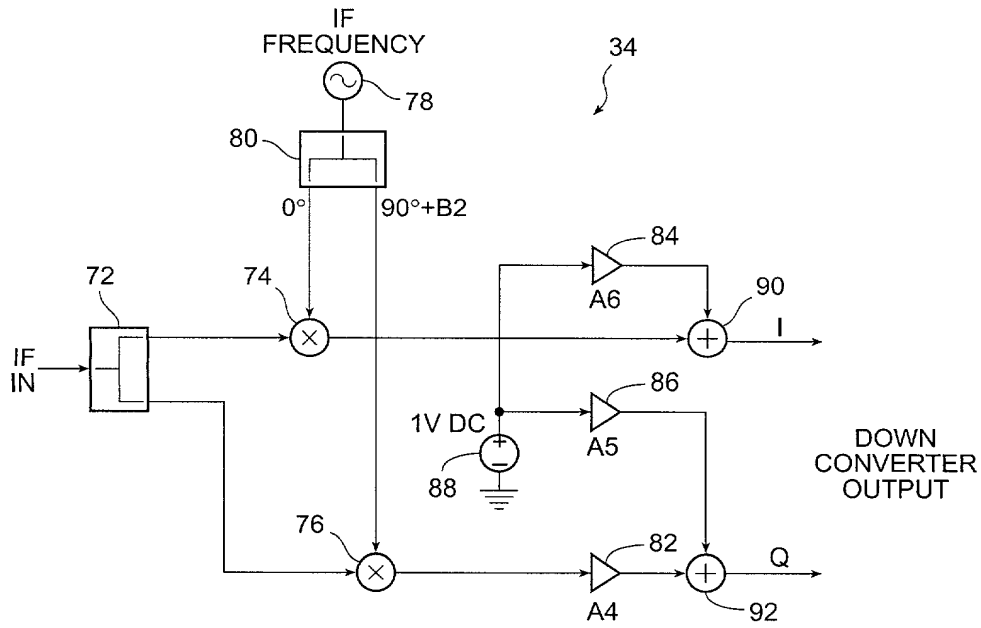 IF
FREQUENCY
34
78
80
0°
90°+B2
84
72
74
A6
90
I
IF
IN
86
1V DC
+
−
A5
88
DOWN
CONVERTER
OUTPUT
76
82
Q
A4
92